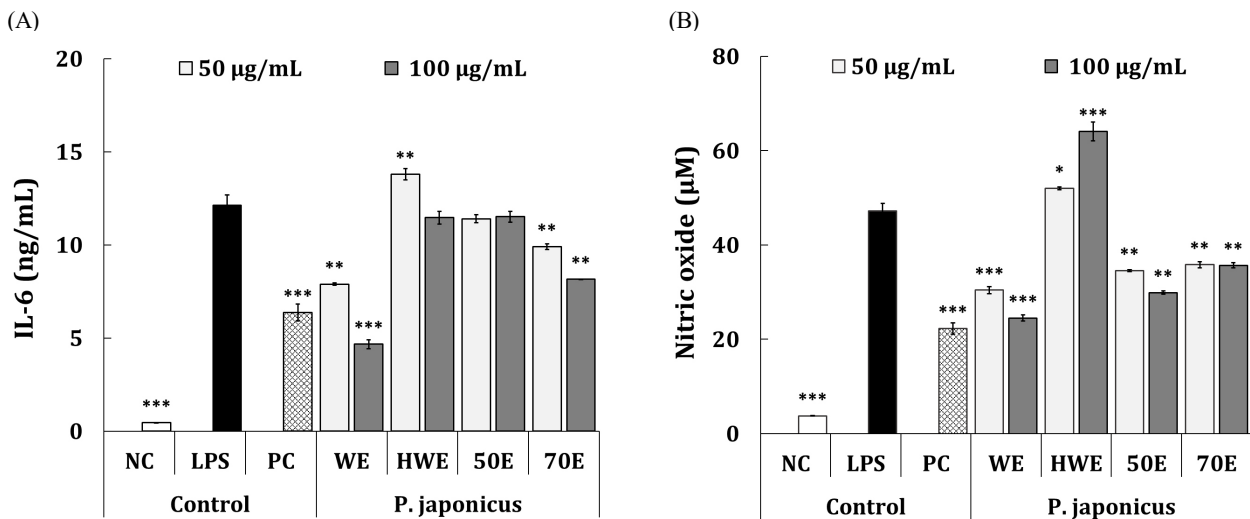 (A)
20
15
10
5
0
IL-6 (ng/mL)
50 μg/mL 100 μg/mL
*** *** ** *** ** ** **
NC LPS PC WE HWE 50E 70E
Control P. japonicus
(B)
80
60
40
20
0
Nitric oxide (μM)
50 μg/mL 100 μg/mL
*** *** *** *** * *** ** ** ** **
NC LPS PC WE HWE 50E 70E
Control P. japonicus